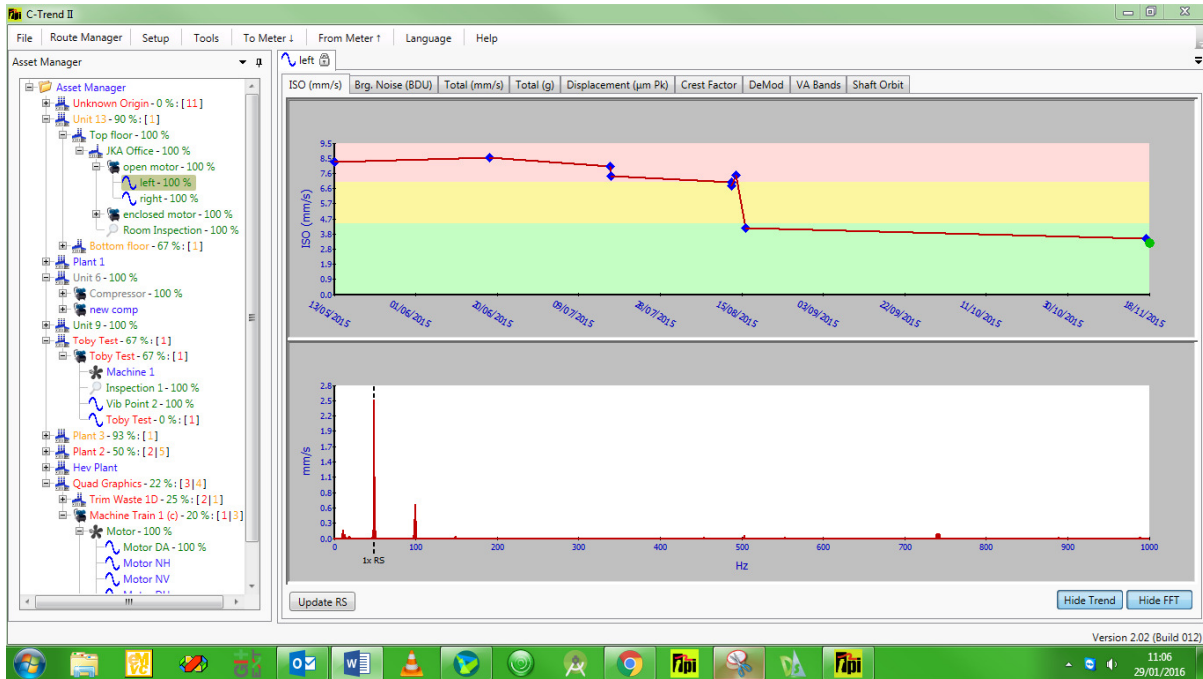 C-Trend II
File Route Manager Setup Tools To Meter ↓ From Meter ↑ Language Help
Asset Manager
Asset Manager
Unknown Origin - 0 % : [11]
Unit 13 - 90 % : [1]
Top floor - 100 %
JKA Office - 100 %
open motor - 100 %
left - 100 %
right - 100 %
enclosed motor - 100 %
Room Inspection - 100 %
Bottom floor - 67 % : [1]
Plant 1
Unit 6 - 100 %
Compressor - 100 %
new comp
Unit 9 - 100 %
Toby Test - 67 % : [1]
Toby Test - 67 % : [1]
Machine 1
Inspection 1 - 100 %
Vib Point 2 - 100 %
Toby Test - 0 % : [1]
Plant 3 - 93 % : [1]
Plant 2 - 50 % : [2|5]
Hev Plant
Quad Graphics - 22 % : [3|4]
Trim Waste 1D - 25 % : [2|1]
Machine Train 1 (c) - 20 % : [1|3]
Motor - 100 %
Motor DA - 100 %
Motor NH
Motor NV
left
ISO (mm/s) Brg. Noise (BDU) Total (mm/s) Total (g) Displacement (µm Pk) Crest Factor DeMod VA Bands Shaft Orbit
ISO (mm/s)
9.5
8.5
7.6
6.6
5.7
4.7
3.8
2.8
1.9
0.9
0.0
13/05/2015 01/06/2015 20/06/2015 09/07/2015 28/07/2015 15/08/2015 03/09/2015 22/09/2015 11/10/2015 30/10/2015 18/11/2015
mm/s
2.8
2.5
2.2
1.9
1.7
1.4
1.1
0.8
0.6
0.3
0.0
0 100 200 300 400 500 600 700 800 900 1000
1x RS
Hz
Update RS Hide Trend Hide FFT
Version 2.02 (Build 012)
11:06
29/01/2016